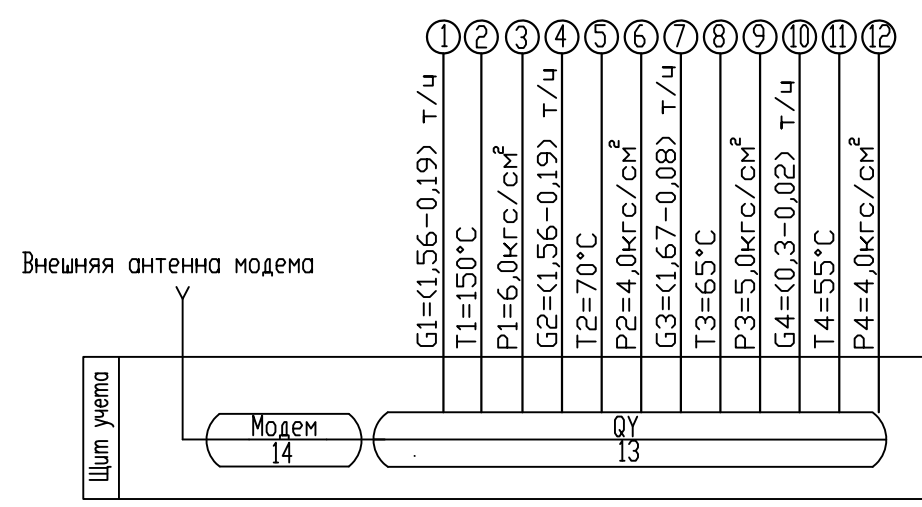 1 2 3 4 5 6 7 8 9 10 11 12
G1=(1,56-0,19) т/ч
T1=150°C
P1=6,0кгс/см²
G2=(1,56-0,19) т/ч
T2=70°C
P2=4,0кгс/см²
G3=(1,67-0,08) т/ч
T3=65°C
P3=5,0кгс/см²
G4=(0,3-0,02) т/ч
T4=55°C
P4=4,0кгс/см²
Внешняя антенна модема
Щит учета
Модем
14
QY
13